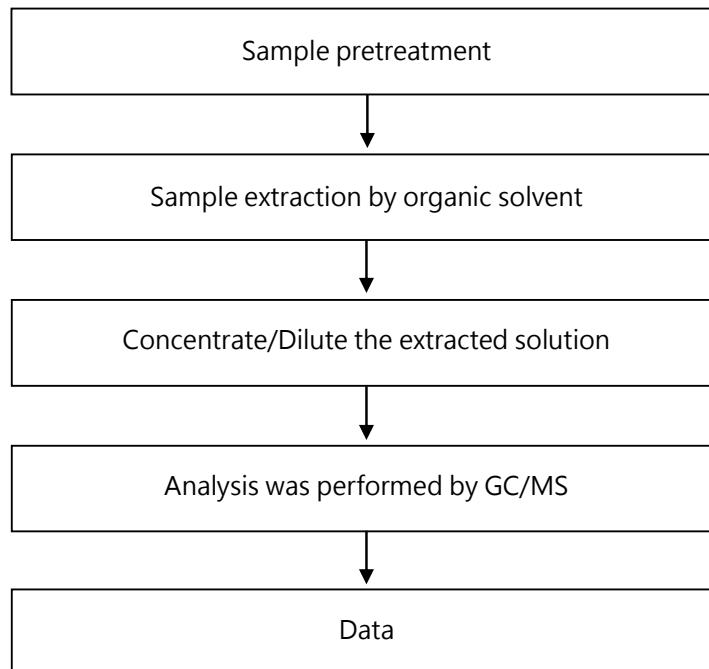 Sample pretreatment
Sample extraction by organic solvent
Concentrate/Dilute the extracted solution
Analysis was performed by GC/MS
Data